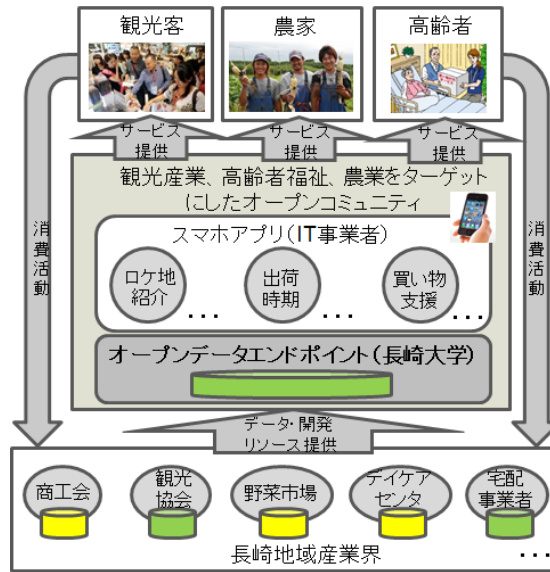 観光客
農家
高齢者
サービス
提供
サービス
提供
サービス
提供
消費活動
消費活動
観光産業、高齢者福祉、農業をターゲット
にしたオープンコミュニティ
スマホアプリ(IT事業者)
ロケ地
紹介
・・・
出荷
時期
・・・
買い物
支援
・・・
オープンデータエンドポイント(長崎大学)
データ・開発
リソース提供
商工会
観光
協会
野菜市場
デイケア
センタ
宅配
事業者
長崎地域産業界
・・・